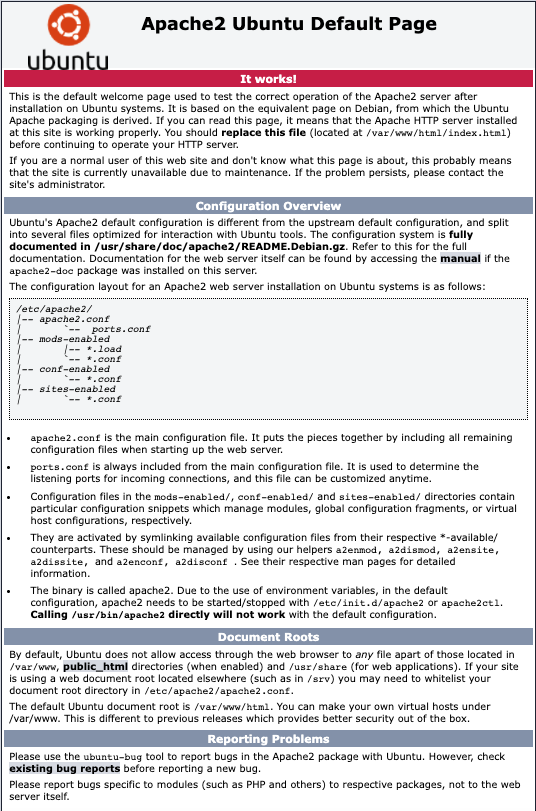 ubuntu
Apache2 Ubuntu Default Page
It works!
This is the default welcome page used to test the correct operation of the Apache2 server after
installation on Ubuntu systems. It is based on the equivalent page on Debian, from which the Ubuntu
Apache packaging is derived. If you can read this page, it means that the Apache HTTP server installed
at this site is working properly. You should replace this file (located at /var/www/html/index.html)
before continuing to operate your HTTP server.
If you are a normal user of this web site and don't know what this page is about, this probably means
that the site is currently unavailable due to maintenance. If the problem persists, please contact the
site's administrator.
Configuration Overview
Ubuntu's Apache2 default configuration is different from the upstream default configuration, and split
into several files optimized for interaction with Ubuntu tools. The configuration system is fully
documented in /usr/share/doc/apache2/README.Debian.gz. Refer to this for the full
documentation. Documentation for the web server itself can be found by accessing the manual if the
apache2-doc package was installed on this server.
The configuration layout for an Apache2 web server installation on Ubuntu systems is as follows:
/etc/apache2/
|-- apache2.conf
|       `--  ports.conf
|-- mods-enabled
|       |-- *.load
|       `-- *.conf
|-- conf-enabled
|       `-- *.conf
|-- sites-enabled
|       `-- *.conf
• apache2.conf is the main configuration file. It puts the pieces together by including all remaining
configuration files when starting up the web server.
• ports.conf is always included from the main configuration file. It is used to determine the
listening ports for incoming connections, and this file can be customized anytime.
• Configuration files in the mods-enabled/, conf-enabled/ and sites-enabled/ directories contain
particular configuration snippets which manage modules, global configuration fragments, or virtual
host configurations, respectively.
• They are activated by symlinking available configuration files from their respective *-available/
counterparts. These should be managed by using our helpers a2enmod, a2dismod, a2ensite,
a2dissite, and a2enconf, a2disconf . See their respective man pages for detailed
information.
• The binary is called apache2. Due to the use of environment variables, in the default
configuration, apache2 needs to be started/stopped with /etc/init.d/apache2 or apache2ctl.
Calling /usr/bin/apache2 directly will not work with the default configuration.
Document Roots
By default, Ubuntu does not allow access through the web browser to any file apart of those located in
/var/www, public_html directories (when enabled) and /usr/share (for web applications). If your site
is using a web document root located elsewhere (such as in /srv) you may need to whitelist your
document root directory in /etc/apache2/apache2.conf.
The default Ubuntu document root is /var/www/html. You can make your own virtual hosts under
/var/www. This is different to previous releases which provides better security out of the box.
Reporting Problems
Please use the ubuntu-bug tool to report bugs in the Apache2 package with Ubuntu. However, check
existing bug reports before reporting a new bug.
Please report bugs specific to modules (such as PHP and others) to respective packages, not to the web
server itself.